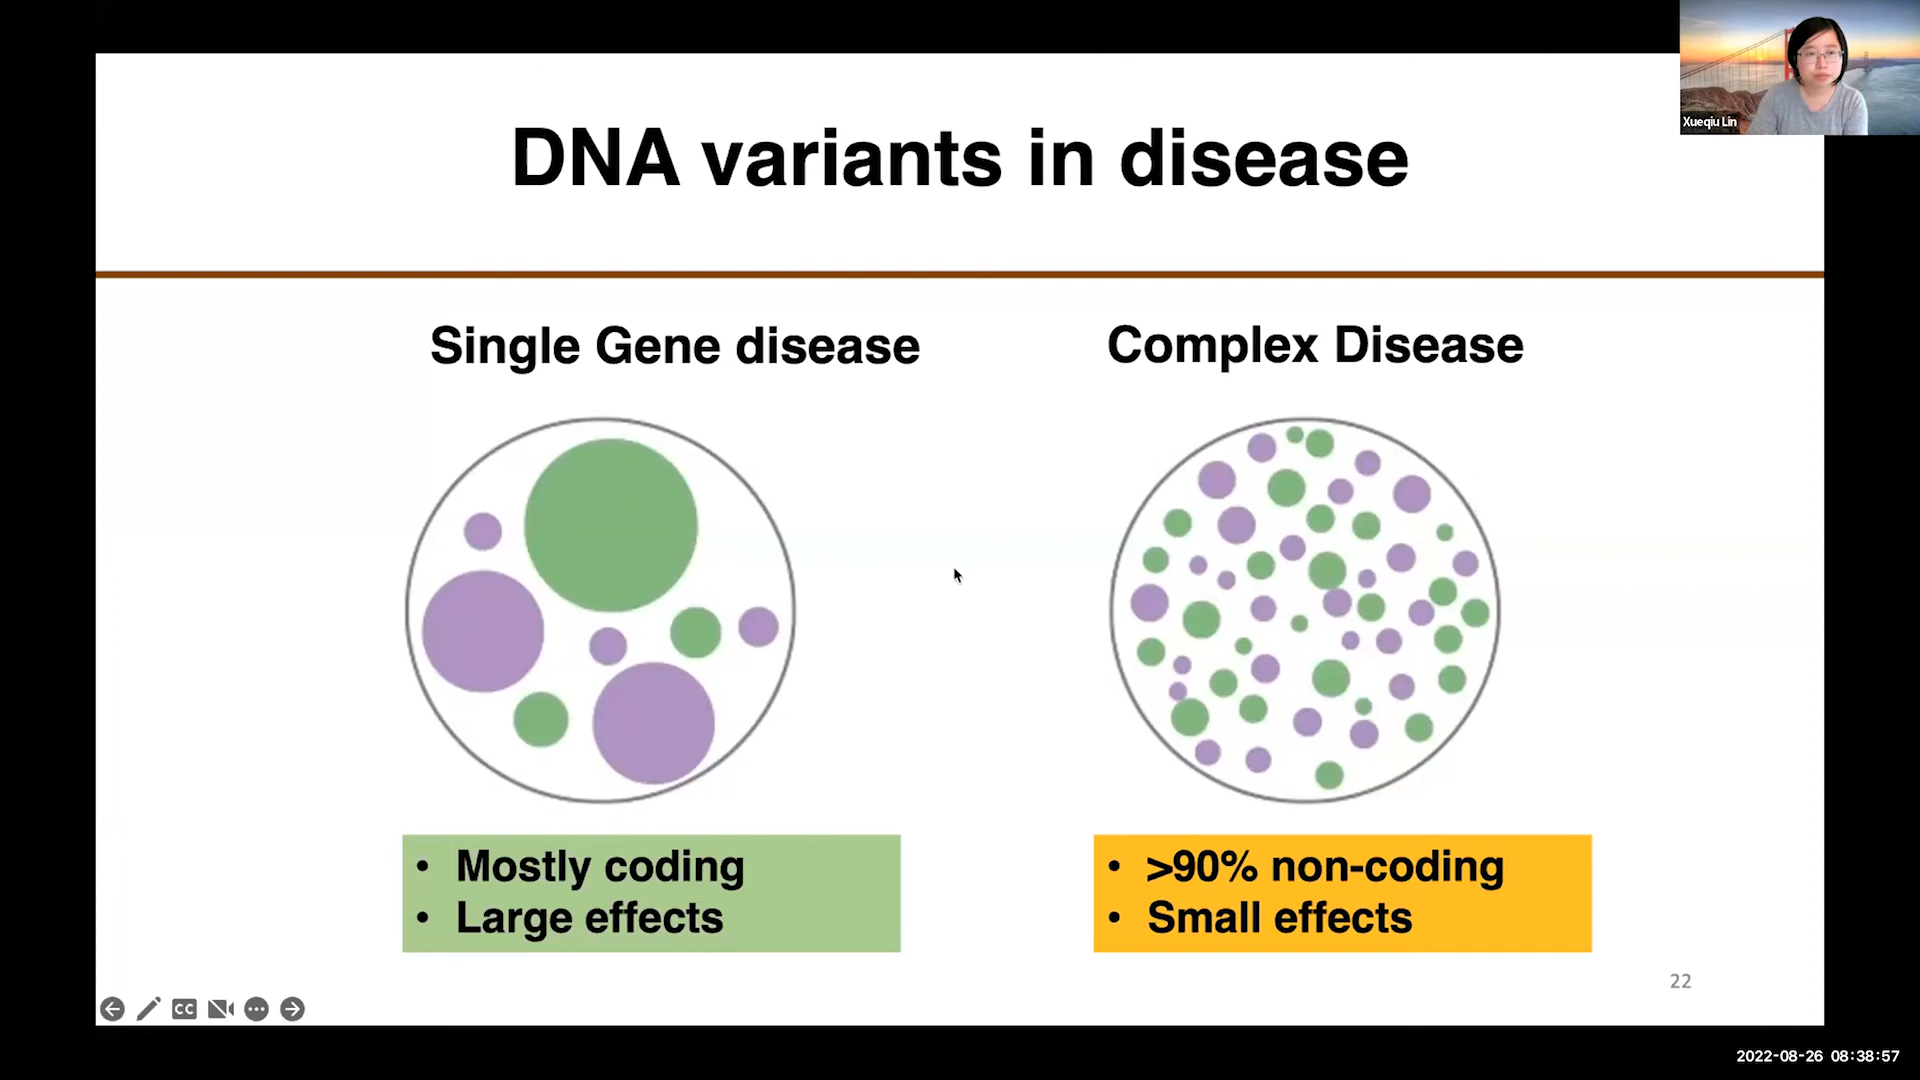 Xueqiu Lin
DNA variants in disease
Single Gene disease
Complex Disease
• Mostly coding
• Large effects
• >90% non-coding
• Small effects
22
CC
2022-08-26 08:38:57